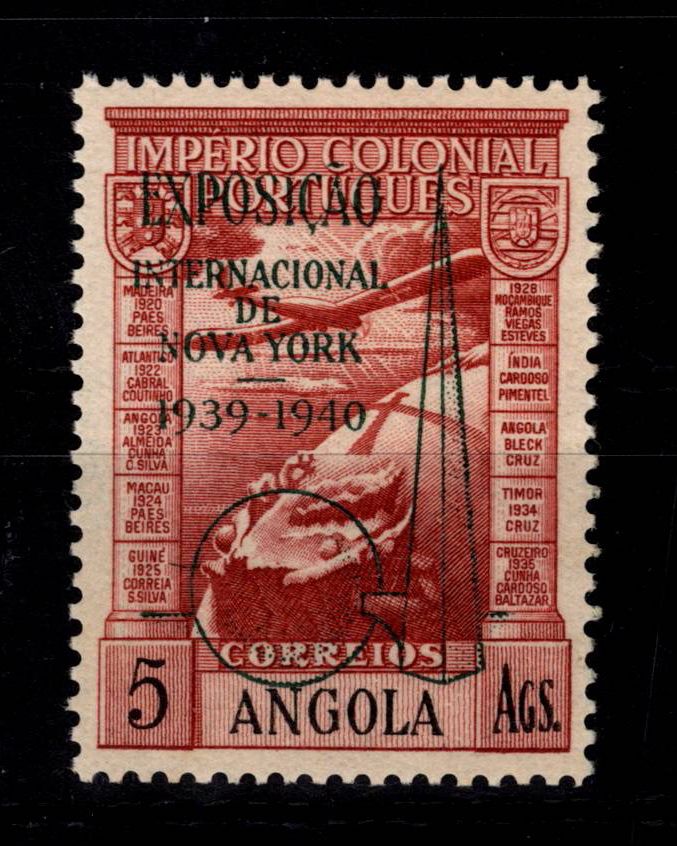 IMPÉRIO COLONIAL
PORTUGUES
EXPOSIÇÃO
INTERNACIONAL
DE
NOVA YORK
1939-1940
MADEIRA
1920
PAES
BEIRES
ATLANTICO
1922
CABRAL
COUTINHO
ANGOLA
1923
ALMEIDA
CUNHA
C.SILVA
MACAU
1924
PAES
BEIRES
GUINÉ
1925
CORREIA
S.SILVA
1928
MOÇAMBIQUE
RAMOS
VIEGAS
ESTEVES
ÍNDIA
CARDOSO
PIMENTEL
ANGOLA
BLECK
CRUZ
TIMOR
1934
CRUZ
CRUZEIRO
1935
CUNHA
CARDOSO
BALTAZAR
CORREIOS
5 ANGOLA AGS.